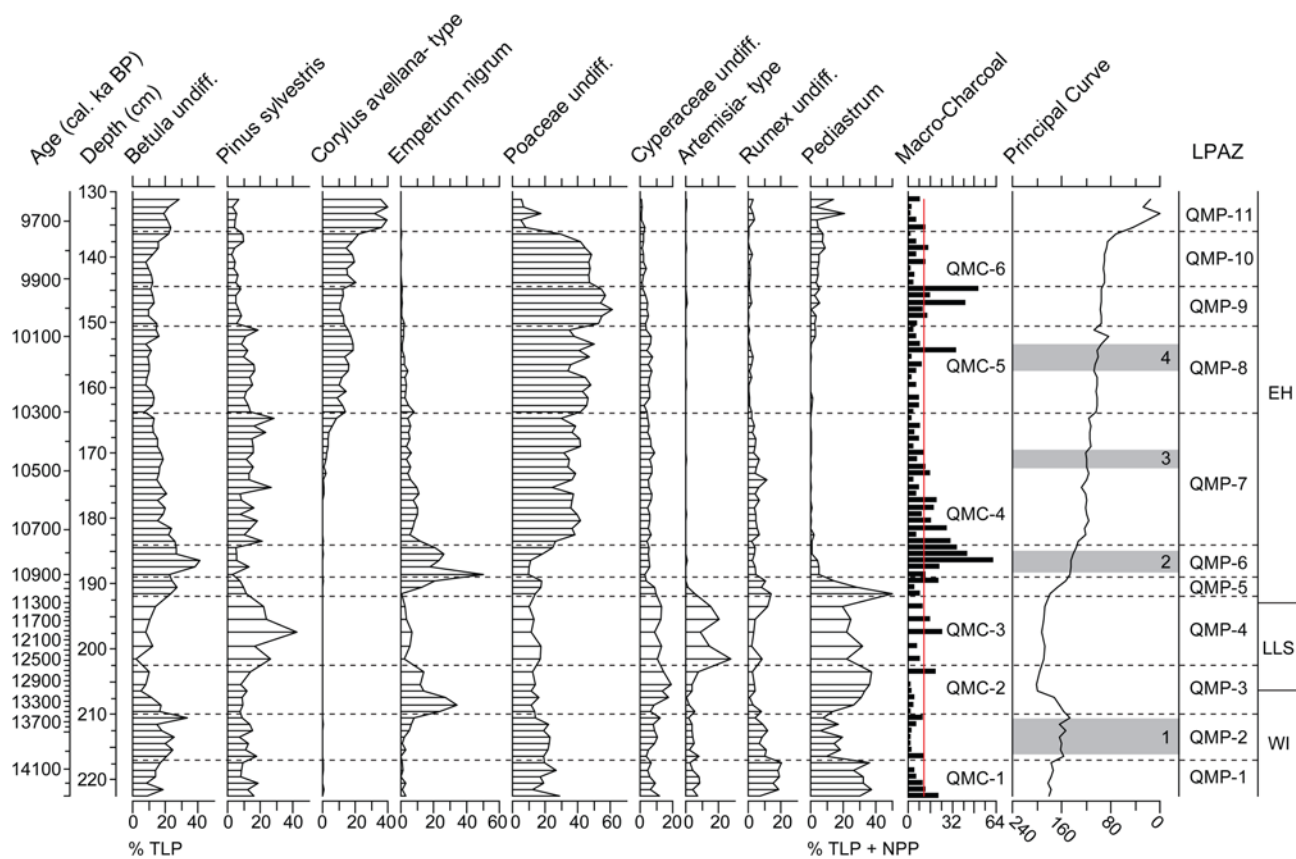 Age (cal. ka BP)
Depth (cm)
Betula undiff.
Pinus sylvestris
Corylus avellana- type
Empetrum nigrum
Poaceae undiff.
Cyperaceae undiff.
Artemisia- type
Rumex undiff.
Pediastrum
Macro-Charcoal
Principal Curve
LPAZ
130
9700
QMP-11
140
QMC-6
QMP-10
9900
QMP-9
150
10100
QMC-5
4
QMP-8
EH
160
10300
170
3
10500
QMP-7
180
QMC-4
10700
2
QMP-6
10900
190
QMP-5
11300
11700
QMC-3
QMP-4
12100
200
LLS
12500
12900
QMC-2
QMP-3
13300
210
13700
1
QMP-2
WI
14100
QMC-1
QMP-1
220
0 20 40 0 20 40 0 20 40 0 20 40 60 0 20 40 60 0 20 0 20 0 20 0 20 40 0 32 64 240 160 80 0
% TLP
% TLP + NPP